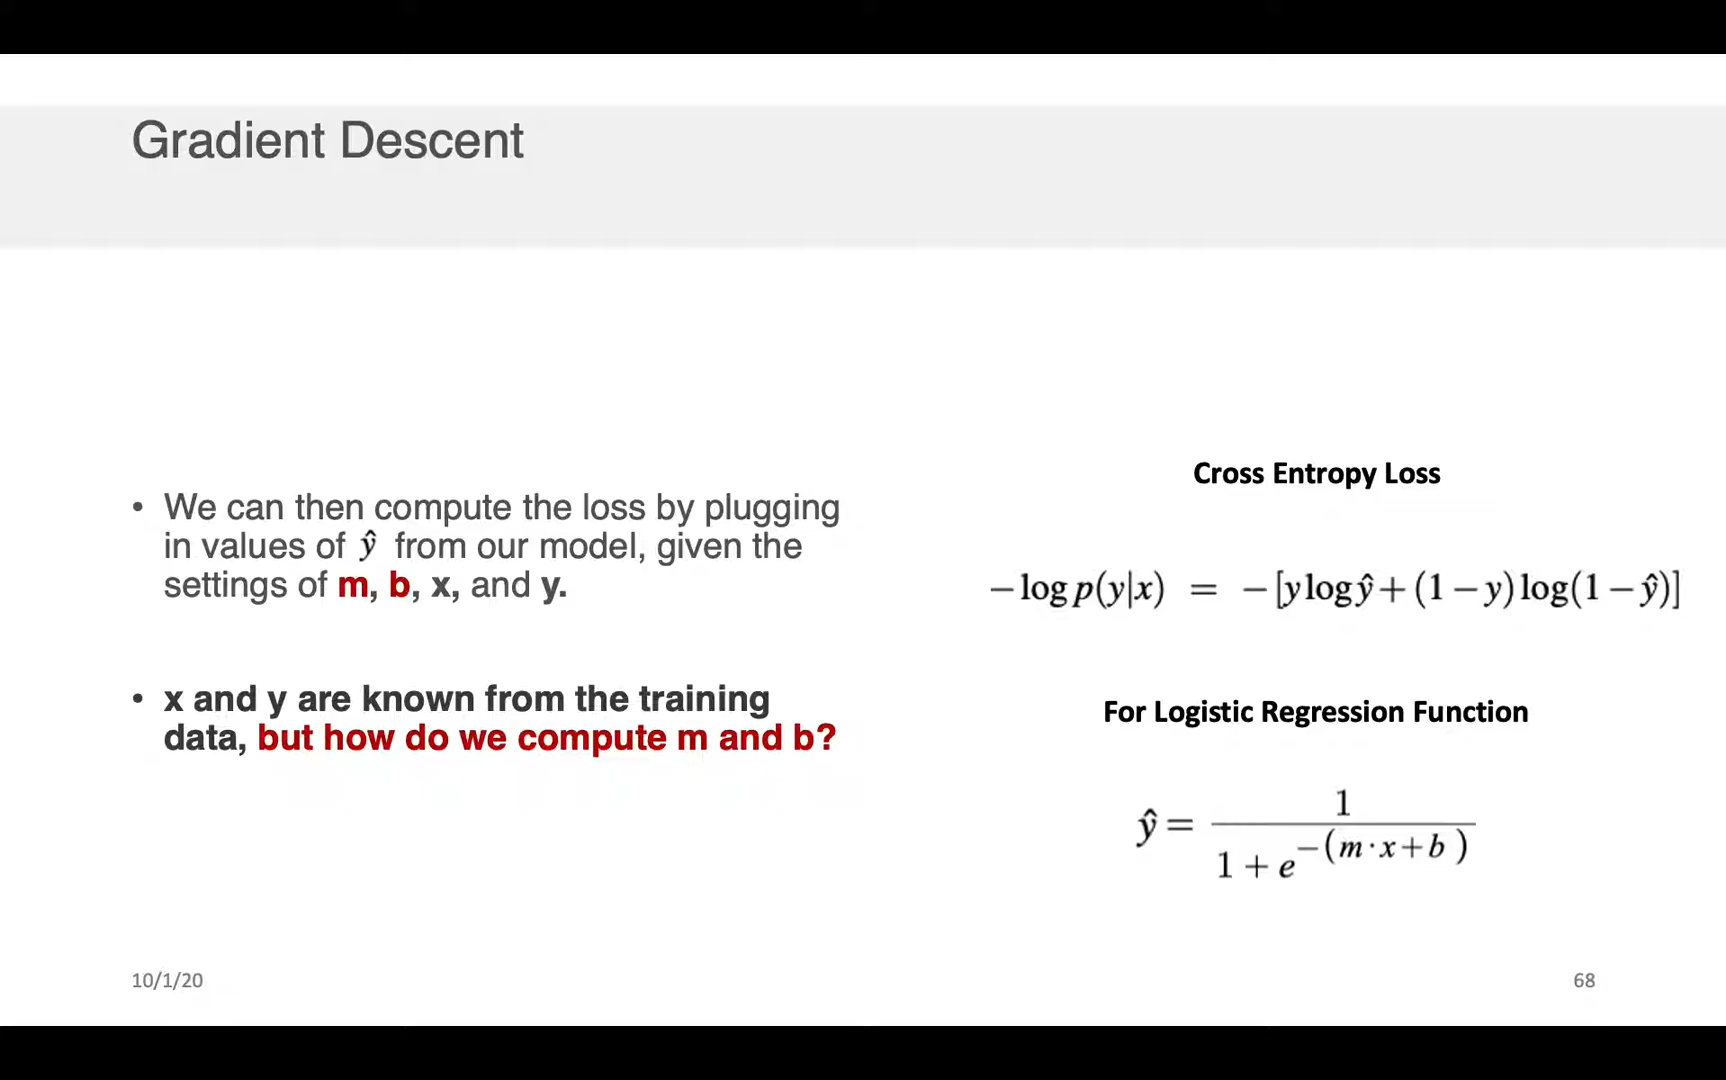 Gradient Descent
• We can then compute the loss by plugging
in values of ŷ from our model, given the
settings of m, b, x, and y.
• x and y are known from the training
data, but how do we compute m and b?
Cross Entropy Loss
−log p(y|x) = −[y log ŷ + (1−y) log(1−ŷ)]
For Logistic Regression Function
ŷ = 1 / (1 + e^−(m·x+b))
10/1/20
68